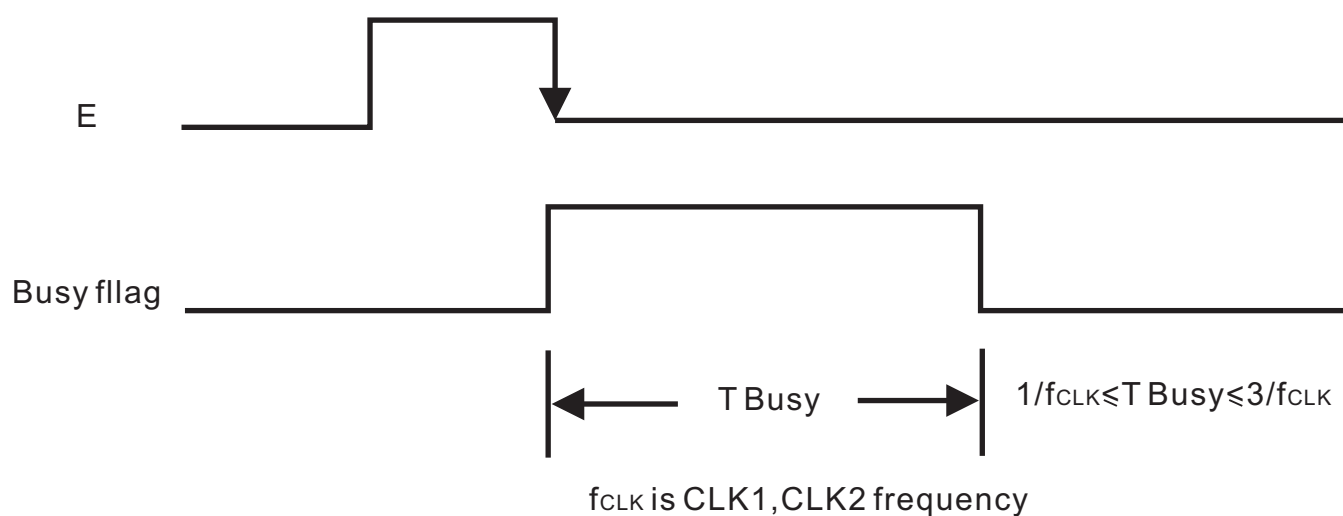 E
Busy fllag
T Busy
1/fCLK⩽T Busy⩽3/fCLK
fCLK is CLK1,CLK2 frequency